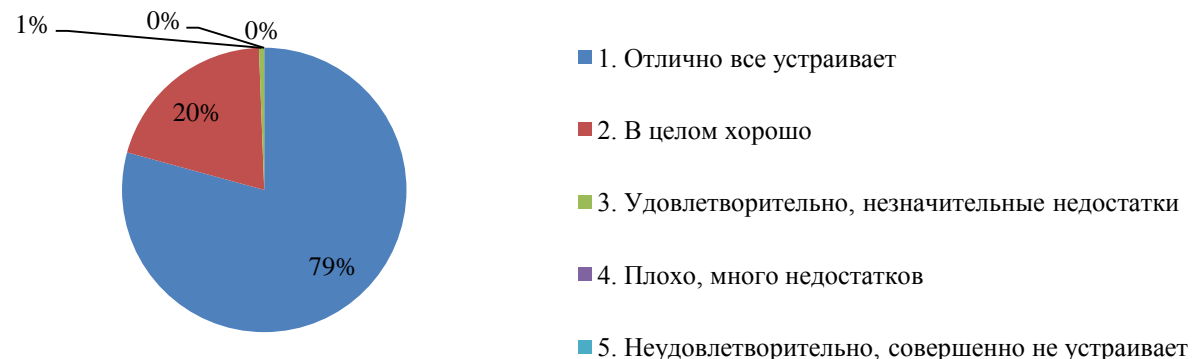 1%
0%
0%
20%
79%
1. Отлично все устраивает
2. В целом хорошо
3. Удовлетворительно, незначительные недостатки
4. Плохо, много недостатков
5. Неудовлетворительно, совершенно не устраивает